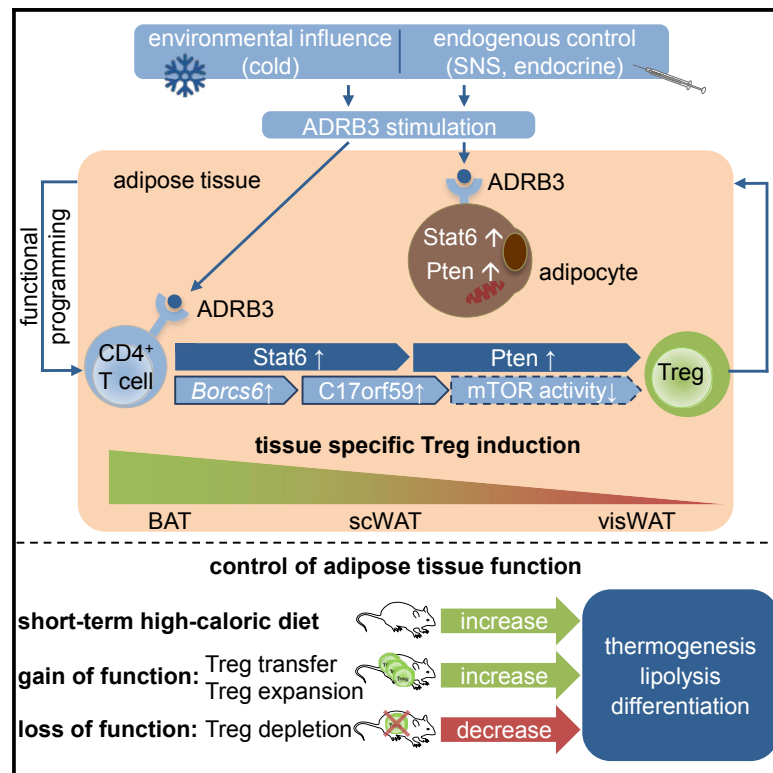 environmental influence
(cold)
endogenous control
(SNS, endocrine)
ADRB3 stimulation
adipose tissue
ADRB3
Stat6 ↑
Pten ↑
adipocyte
functional
programming
ADRB3
CD4+
T cell
Stat6 ↑
Pten ↑
Treg
Borcs6↑
C17orf59↑
mTOR activity↓
tissue specific Treg induction
BAT
scWAT
visWAT
control of adipose tissue function
short-term high-caloric diet
increase
gain of function: Treg transfer
Treg expansion
increase
loss of function: Treg depletion
decrease
thermogenesis
lipolysis
differentiation